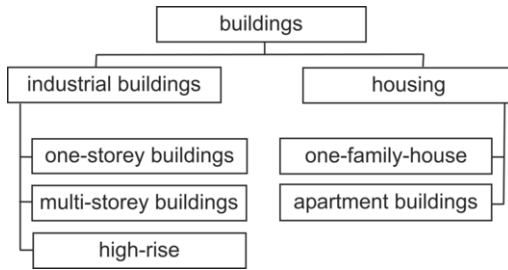 buildings
industrial buildings
housing
one-storey buildings
one-family-house
multi-storey buildings
apartment buildings
high-rise